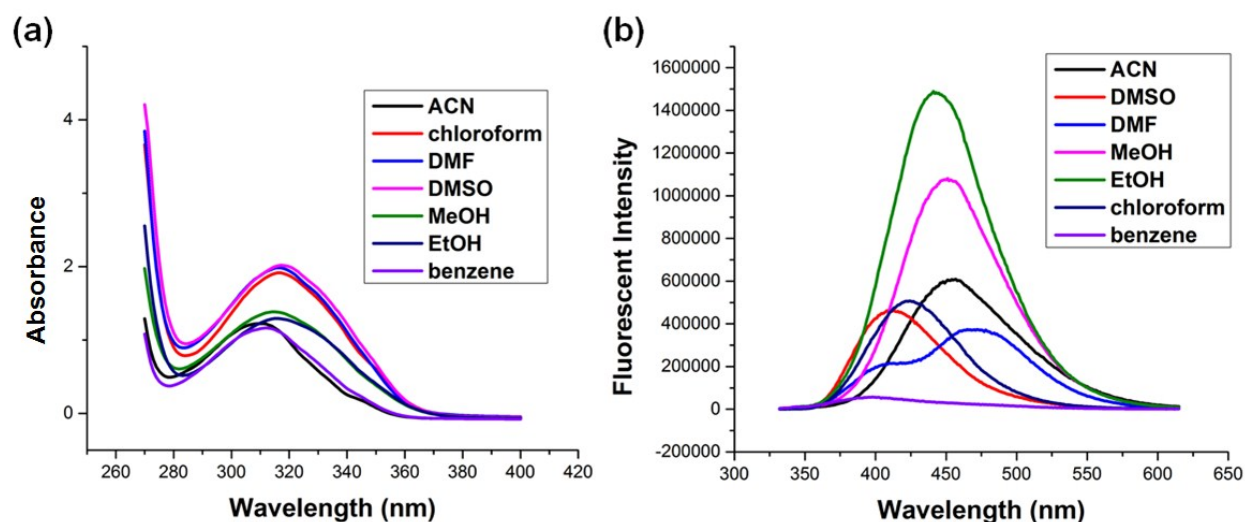 (a)
Absorbance
4
2
0
260 280 300 320 340 360 380 400 420
Wavelength (nm)
ACN
chloroform
DMF
DMSO
MeOH
EtOH
benzene
(b)
Fluorescent Intensity
1600000
1400000
1200000
1000000
800000
600000
400000
200000
0
-200000
300 350 400 450 500 550 600 650
Wavelength (nm)
ACN
DMSO
DMF
MeOH
EtOH
chloroform
benzene